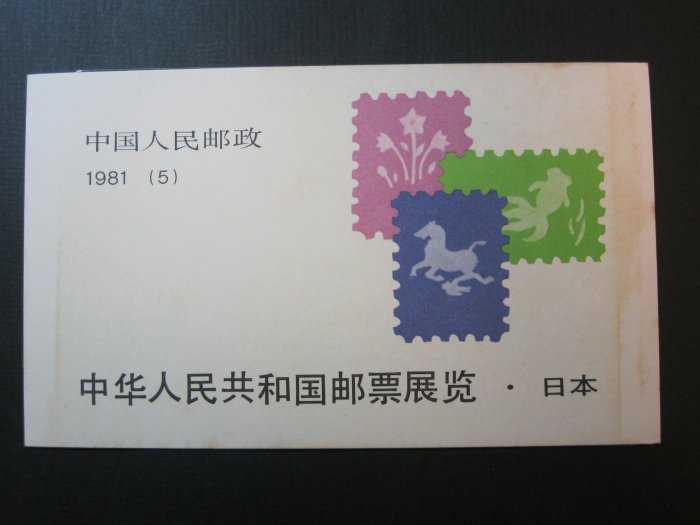 中国人民邮政
1981 (5)
中华人民共和国邮票展览 · 日本